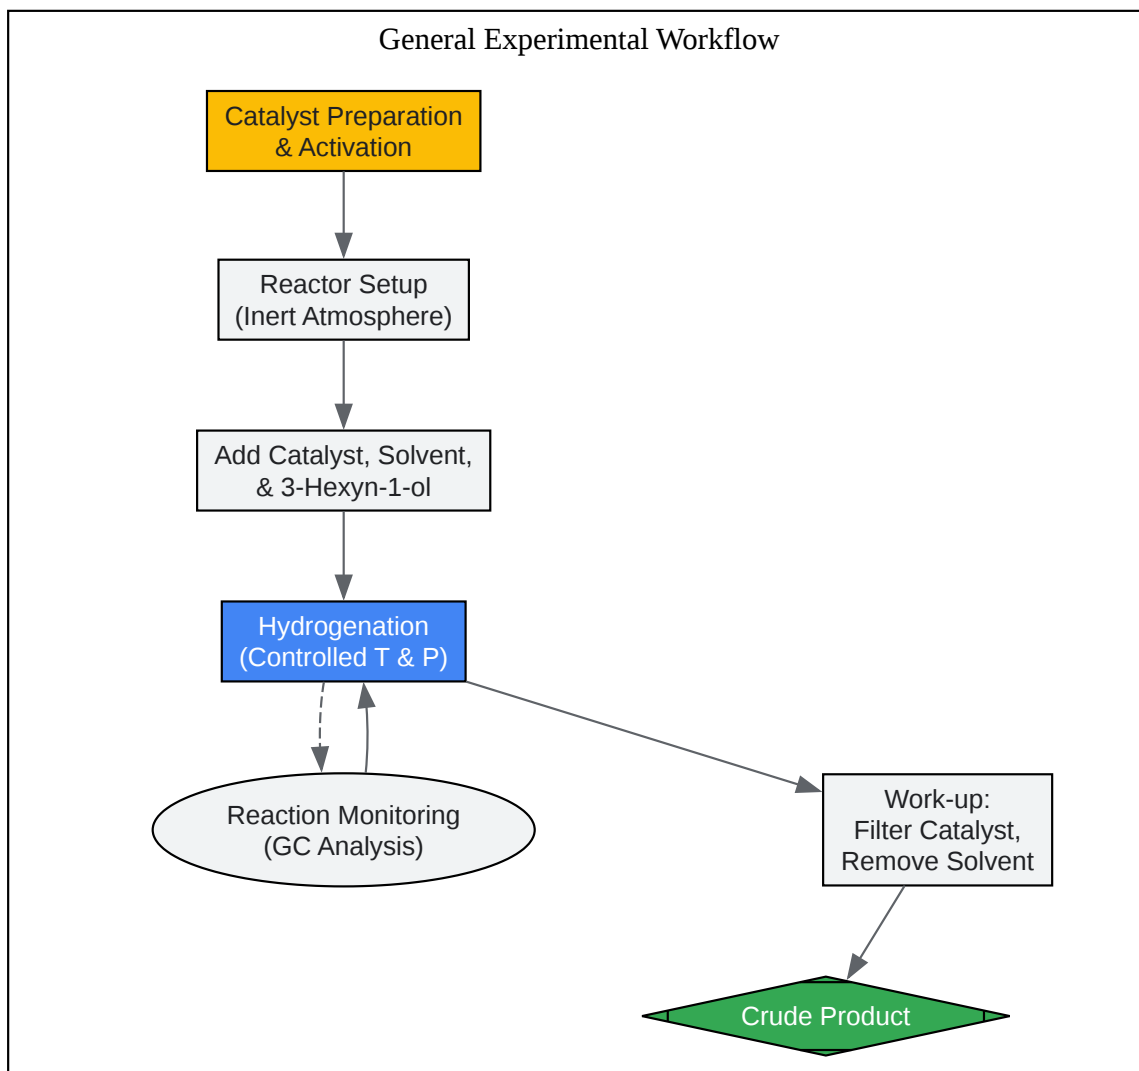 General Experimental Workflow
Catalyst Preparation
& Activation
Reactor Setup
(Inert Atmosphere)
Add Catalyst, Solvent,
& 3-Hexyn-1-ol
Hydrogenation
(Controlled T & P)
Reaction Monitoring
(GC Analysis)
Work-up:
Filter Catalyst,
Remove Solvent
Crude Product